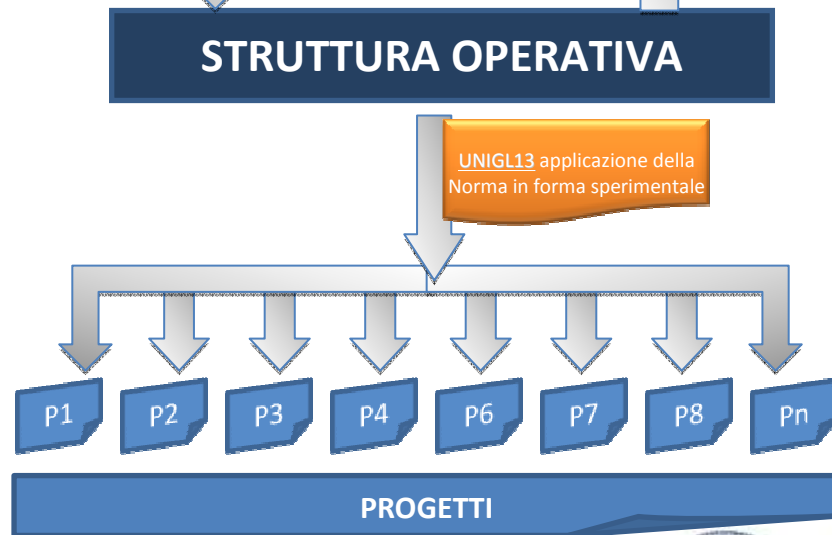 STRUTTURA OPERATIVA
UNIGL13 applicazione della
Norma in forma sperimentale
P1 P2 P3 P4 P6 P7 P8 Pn
PROGETTI